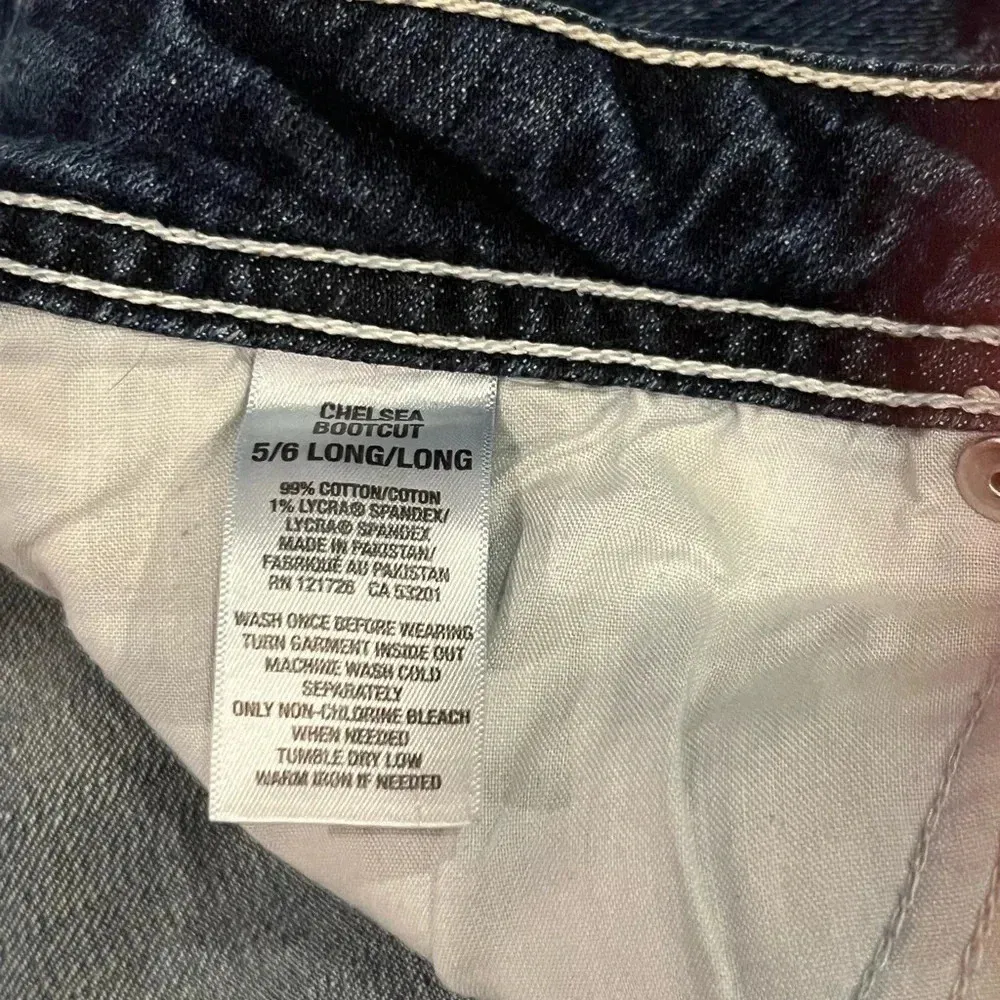 CHELSEA
BOOTCUT
5/6 LONG/LONG
99% COTTON/COTON
1% LYCRA® SPANDEX/
LYCRA® SPANDEX
MADE IN PAKISTAN/
FABRIQUÉ AU PAKISTAN
RN 121726 CA 53201
WASH ONCE BEFORE WEARING
TURN GARMENT INSIDE OUT
MACHINE WASH COLD
SEPARATELY
ONLY NON-CHLORINE BLEACH
WHEN NEEDED
TUMBLE DRY LOW
WARM IRON IF NEEDED